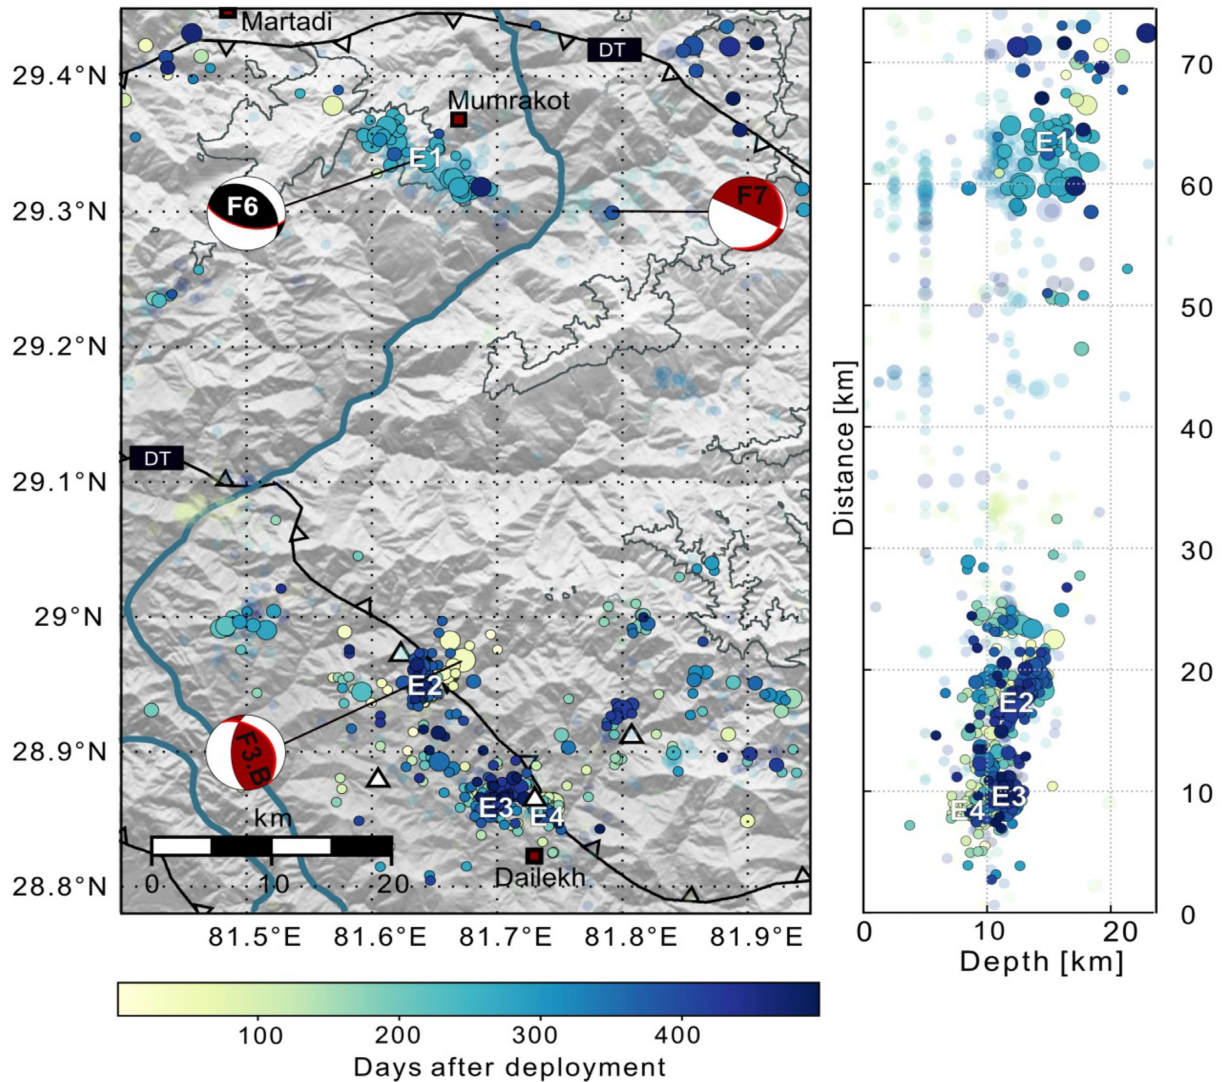 Martadi
DT
29.4°N
70
Mumrakot
E1
E1
F6
F7
29.3°N
60
50
29.2°N
Distance [km]
40
DT
29.1°N
30
29°N
20
E2
E2
28.9°N
F3.B
km
E3
E4
E3
4
10
0 10 20
Dailekh
28.8°N
0
81.5°E 81.6°E 81.7°E 81.8°E 81.9°E
0 10 20
Depth [km]
100 200 300 400
Days after deployment